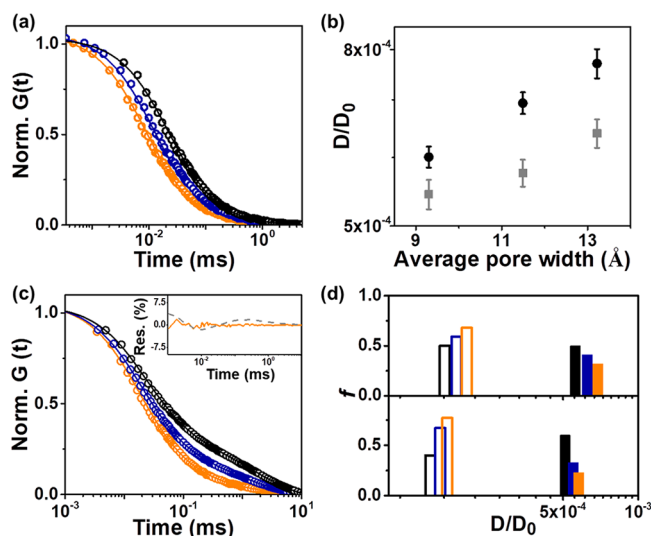 (a)
Norm. G(t)
1.0
0.5
0.0
10⁻²
10⁰
Time (ms)
(b)
D/D₀
8x10⁻⁴
5x10⁻⁴
9
11
13
Average pore width (Å)
(c)
Norm. G (t)
1.0
0.5
0.0
10⁻³
10⁻²
10⁻¹
10⁰
10¹
Time (ms)
Res. (%)
7.5
0.0
-7.5
10⁻²
10⁰
Time (ms)
(d)
f
1.0
0.5
0.0
0.5
0.0
5x10⁻⁴
10⁻³
D/D₀